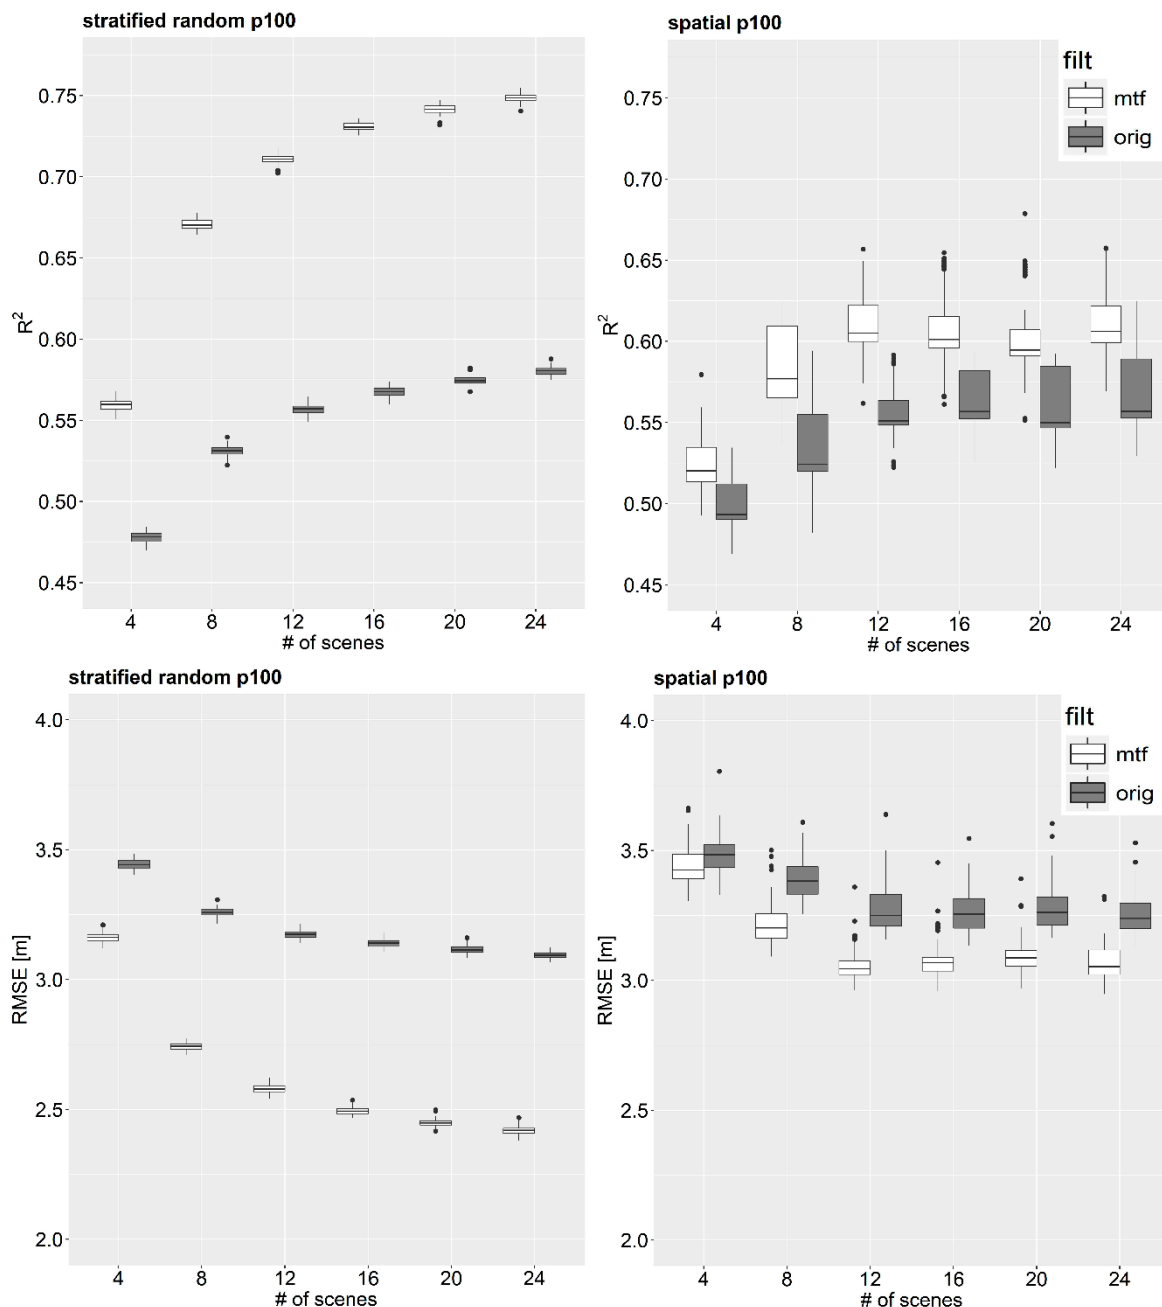 stratified random p100
0.75
0.70
0.65
0.60
0.55
0.50
0.45
R²
4 8 12 16 20 24
# of scenes
spatial p100
filt
mtf
orig
0.75
0.70
0.65
0.60
0.55
0.50
0.45
R²
4 8 12 16 20 24
# of scenes
stratified random p100
4.0
3.5
3.0
2.5
2.0
RMSE [m]
4 8 12 16 20 24
# of scenes
spatial p100
filt
mtf
orig
4.0
3.5
3.0
2.5
2.0
RMSE [m]
4 8 12 16 20 24
# of scenes